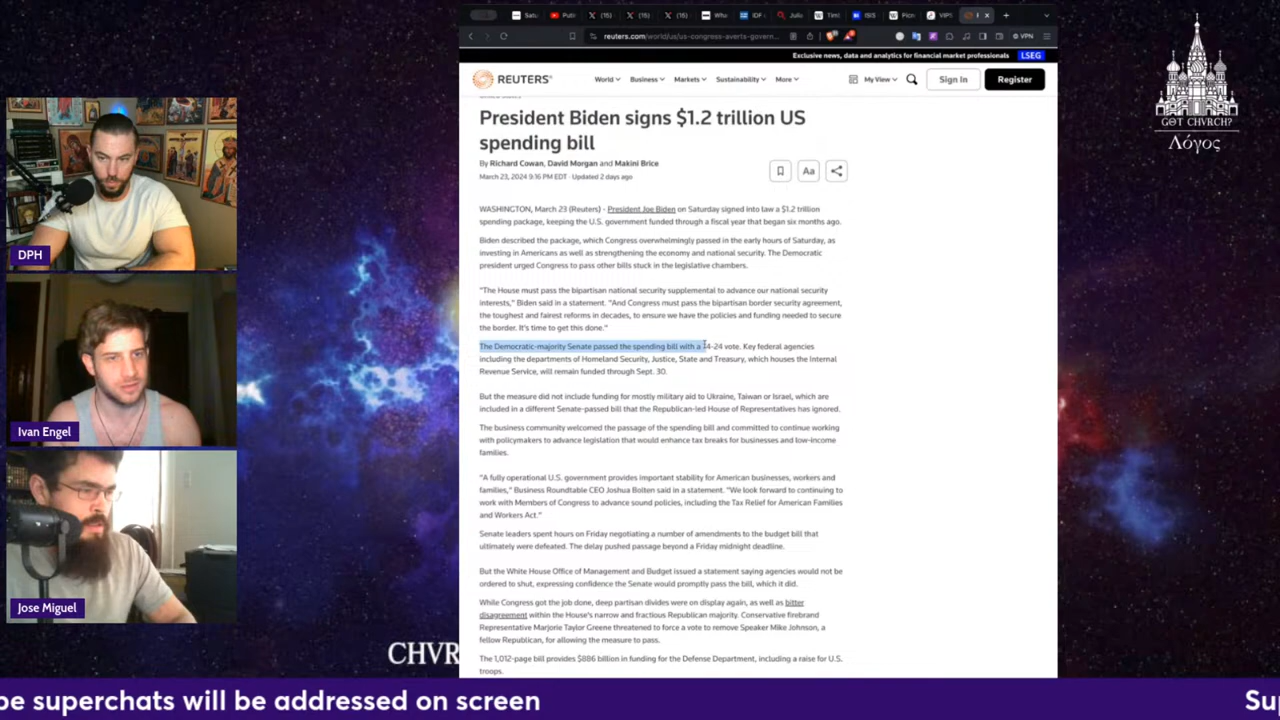 Exclusive news, data and analytics for financial market professionals LSEG
reuters.com/world/us/us-congress-averts-govern...
VPN
REUTERS
World Business Markets Sustainability More My View Sign In Register
President Biden signs $1.2 trillion US
spending bill
By Richard Cowan, David Morgan and Makini Brice
March 23, 2024 9:16 PM EDT · Updated 2 days ago
Aa
WASHINGTON, March 23 (Reuters) - President Joe Biden on Saturday signed into law a $1.2 trillion
spending package, keeping the U.S. government funded through a fiscal year that began six months ago.
Biden described the package, which Congress overwhelmingly passed in the early hours of Saturday, as
investing in Americans as well as strengthening the economy and national security. The Democratic
president urged Congress to pass other bills stuck in the legislative chambers.
"The House must pass the bipartisan national security supplemental to advance our national security
interests," Biden said in a statement. "And Congress must pass the bipartisan border security agreement,
the toughest and fairest reforms in decades, to ensure we have the policies and funding needed to secure
the border. It's time to get this done."
The Democratic-majority Senate passed the spending bill with a 74-24 vote. Key federal agencies
including the departments of Homeland Security, Justice, State and Treasury, which houses the Internal
Revenue Service, will remain funded through Sept. 30.
But the measure did not include funding for mostly military aid to Ukraine, Taiwan or Israel, which are
included in a different Senate-passed bill that the Republican-led House of Representatives has ignored.
The business community welcomed the passage of the spending bill and committed to continue working
with policymakers to advance legislation that would enhance tax breaks for businesses and low-income
families.
"A fully operational U.S. government provides important stability for American businesses, workers and
families," Business Roundtable CEO Joshua Bolten said in a statement. "We look forward to continuing to
work with Members of Congress to advance sound policies, including the Tax Relief for American Families
and Workers Act."
Senate leaders spent hours on Friday negotiating a number of amendments to the budget bill that
ultimately were defeated. The delay pushed passage beyond a Friday midnight deadline.
But the White House Office of Management and Budget issued a statement saying agencies would not be
ordered to shut, expressing confidence the Senate would promptly pass the bill, which it did.
While Congress got the job done, deep partisan divides were on display again, as well as bitter
disagreement within the House's narrow and fractious Republican majority. Conservative firebrand
Representative Marjorie Taylor Greene threatened to force a vote to remove Speaker Mike Johnson, a
fellow Republican, for allowing the measure to pass.
The 1,012-page bill provides $886 billion in funding for the Defense Department, including a raise for U.S.
troops.
DPH
Ivan Engel
Jose Miguel
GOT CHVRCH?
Λόγος
CHVR
be superchats will be addressed on screen
Su